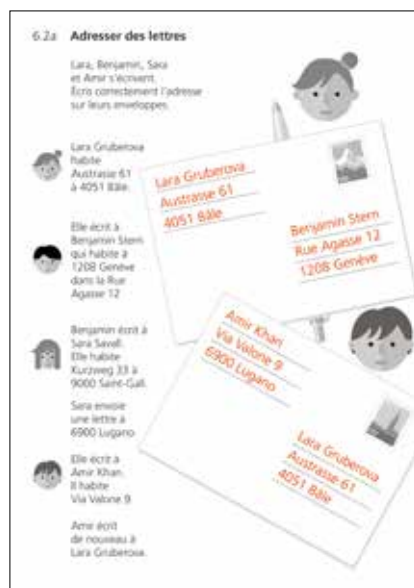 6.2a Adresser des lettres
Lara, Benjamin, Sara
et Amir s'écrivent.
Écris correctement l'adresse
sur leurs enveloppes.
Lara Gruberova
habite
Austrasse 61
à 4051 Bâle.
Elle écrit à
Benjamin Stern
qui habite à
1208 Genève
dans la Rue
Agasse 12
Benjamin écrit à
Sara Savall.
Elle habite
Kurzweg 33 à
9000 Saint-Gall.
Sara envoie
une lettre à
6900 Lugano
Elle écrit à
Amir Khan.
Il habite
Via Valone 9
Amir écrit
de nouveau à
Lara Gruberova.
Lara Gruberova
Austrasse 61
4051 Bâle
Benjamin Stern
Rue Agasse 12
1208 Genève
Amir Khan
Via Valone 9
6900 Lugano
Lara Gruberova
Austrasse 61
4051 Bâle